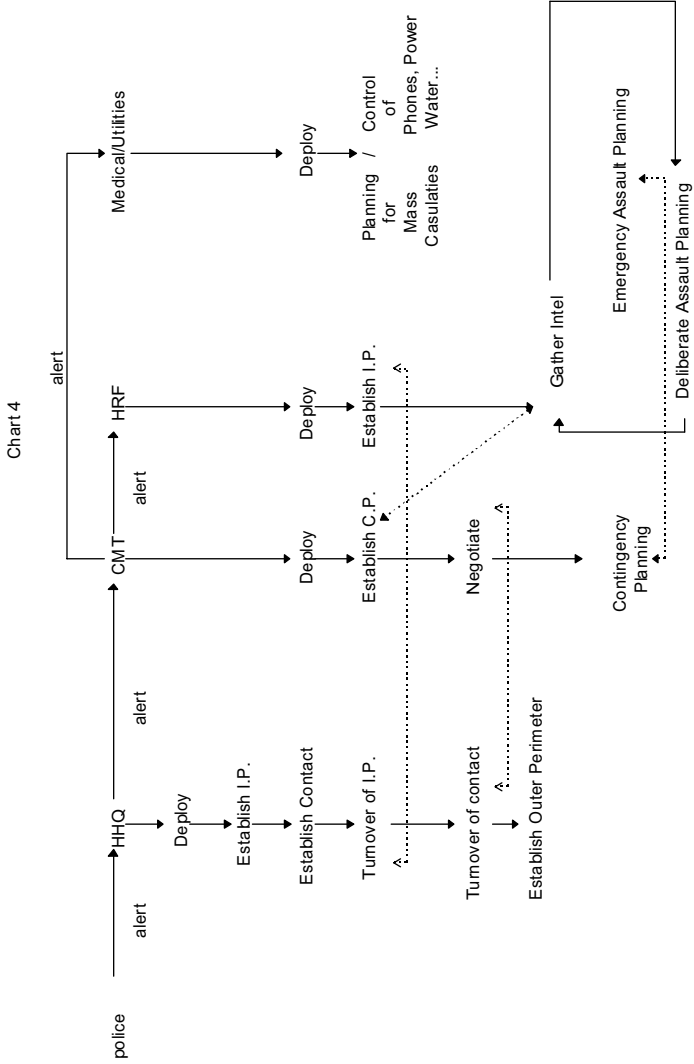 Chart 4
alert
police
alert
HHQ
alert
CMT
alert
HRF
Medical/Utilities
Deploy
Establish I.P.
Establish Contact
Turnover of I.P.
Turnover of contact
Establish Outer Perimeter
Deploy
Establish C.P.
Negotiate
Contingency
Planning
Deploy
Establish I.P.
Gather Intel
Emergency Assault Planning
Deliberate Assault Planning
Deploy
Planning / Control
for of
Mass Phones, Power
Casulaties Water...